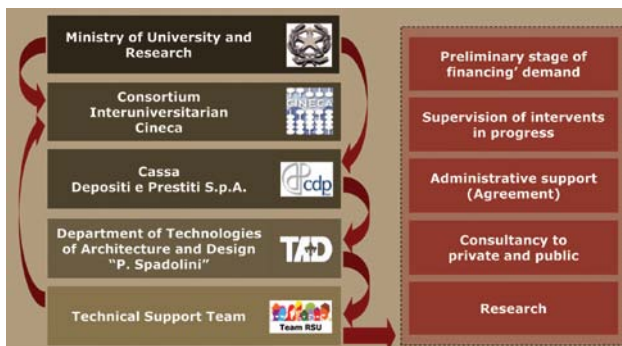 Ministry of University and
Research
Consortium
Interuniversitarian
Cineca
CINECA
Cassa
Depositi e Prestiti S.p.A.
cdp
Department of Technologies
of Architecture and Design
"P. Spadolini"
TAD
Technical Support Team
Team RSU
Preliminary stage of
financing' demand
Supervision of intervents
in progress
Administrative support
(Agreement)
Consultancy to
private and public
Research